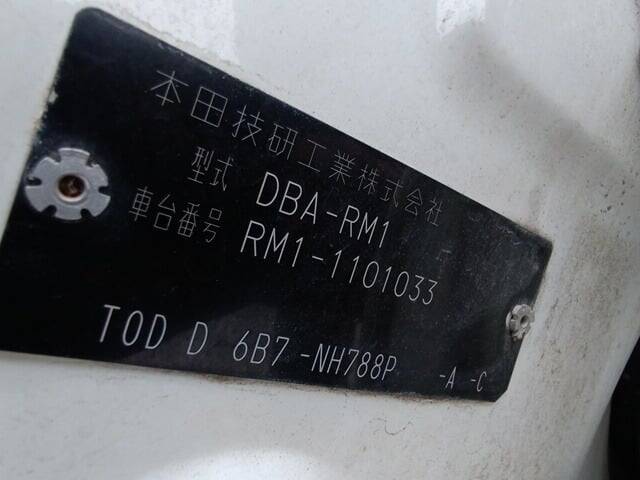 本田技研工業株式会社
型式 DBA-RM1
車台番号 RM1-1101033
TOD D 6B7 -NH788P -A -C